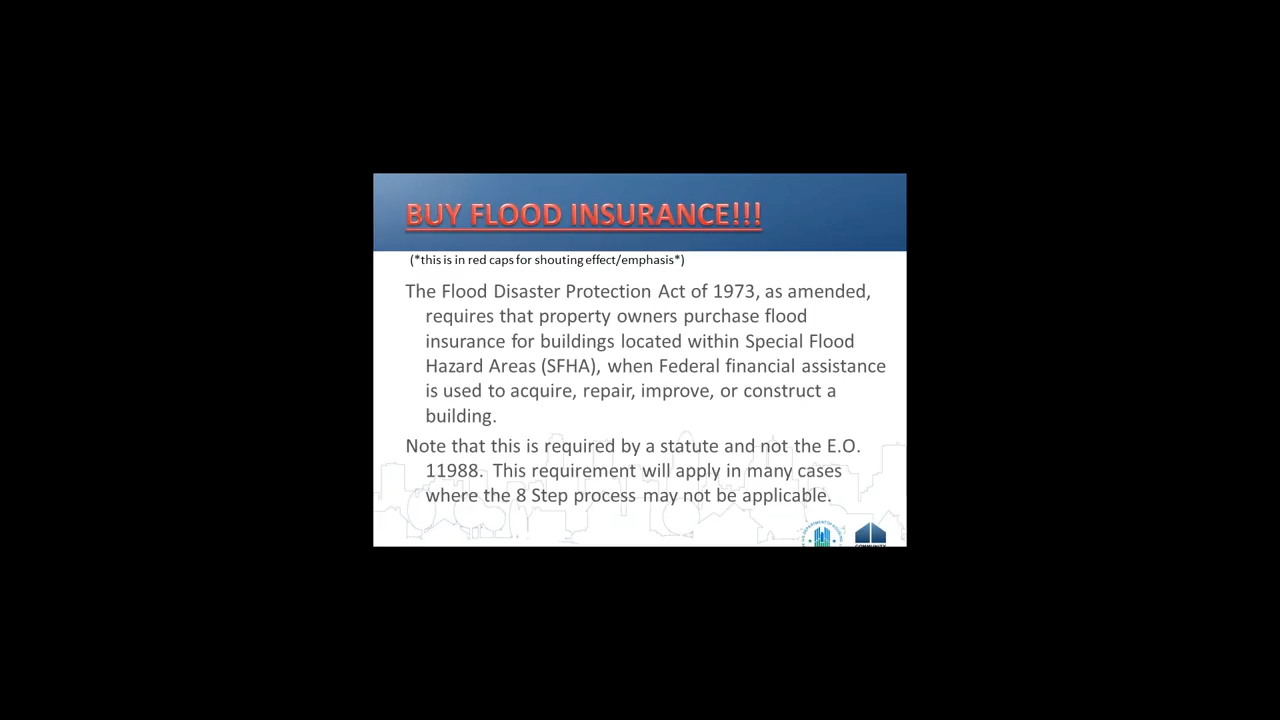 BUY FLOOD INSURANCE!!!
(*this is in red caps for shouting effect/emphasis*)
The Flood Disaster Protection Act of 1973, as amended,
requires that property owners purchase flood
insurance for buildings located within Special Flood
Hazard Areas (SFHA), when Federal financial assistance
is used to acquire, repair, improve, or construct a
building.
Note that this is required by a statute and not the E.O.
11988. This requirement will apply in many cases
where the 8 Step process may not be applicable.
COMMUNITY